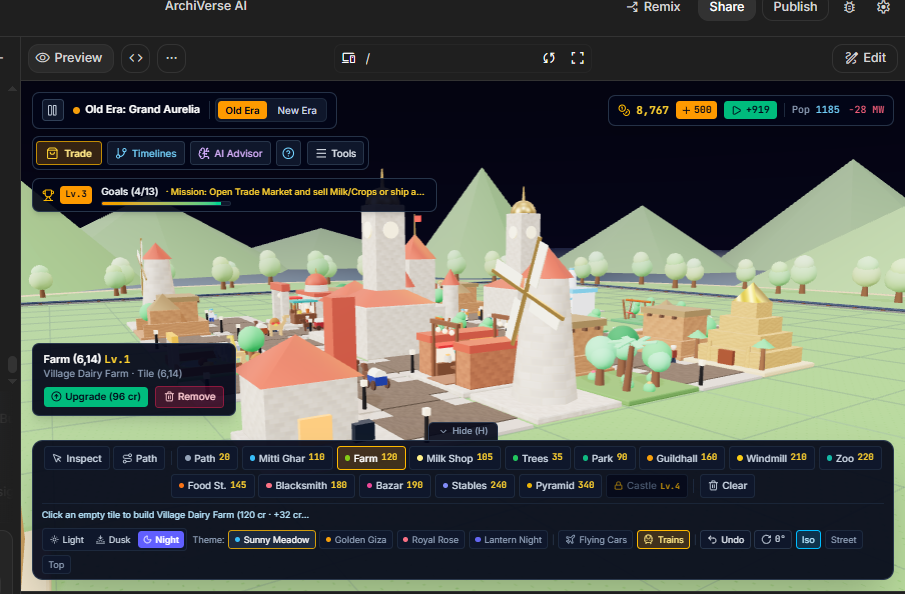 ArchiVerse AI
Remix
Share
Publish
Preview
/
Edit
Old Era: Grand Aurelia
Old Era
New Era
8,767
+ 500
+919
Pop 1185
-28 MW
Trade
Timelines
AI Advisor
Tools
Lv.3
Goals (4/13)
· Mission: Open Trade Market and sell Milk/Crops or ship a...
Farm (6,14) Lv.1
Village Dairy Farm · Tile (6,14)
Upgrade (96 cr)
Remove
Hide (H)
Inspect
Path
Path 20
Mitti Ghar 110
Farm 120
Milk Shop 105
Trees 35
Park 90
Guildhall 160
Windmill 210
Zoo 220
Food St. 145
Blacksmith 180
Bazar 190
Stables 240
Pyramid 340
Castle Lv.4
Clear
Click an empty tile to build Village Dairy Farm (120 cr · +32 cr...
Light
Dusk
Night
Theme:
Sunny Meadow
Golden Giza
Royal Rose
Lantern Night
Flying Cars
Trains
Undo
0°
Iso
Street
Top